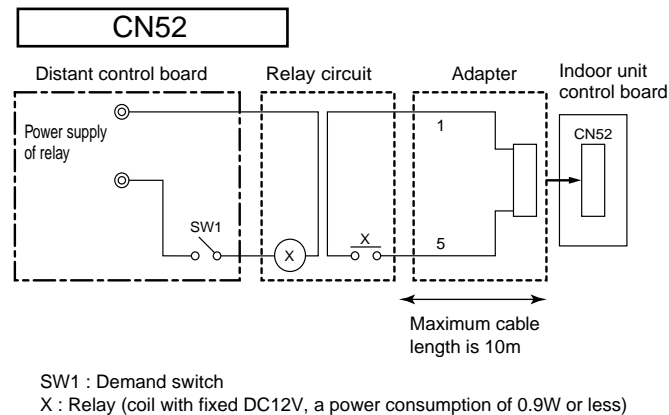 CN52
Distant control board
Relay circuit
Adapter
Indoor unit
control board
Power supply
of relay
1
CN52
SW1
X
X
5
Maximum cable
length is 10m
SW1 : Demand switch
X : Relay (coil with fixed DC12V, a power consumption of 0.9W or less)